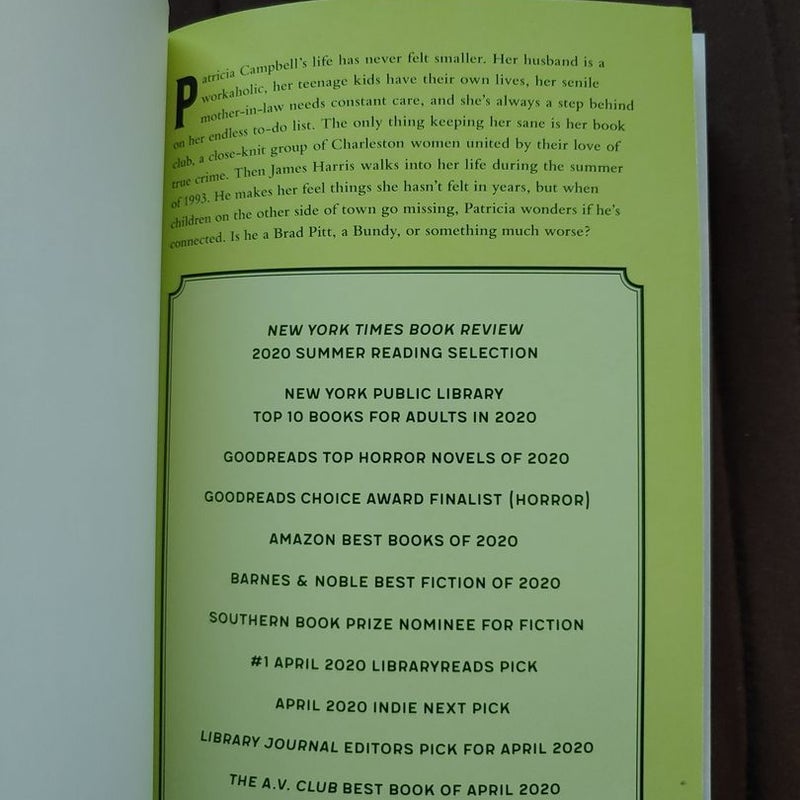 Patricia Campbell's life has never felt smaller. Her husband is a
workaholic, her teenage kids have their own lives, her senile
mother-in-law needs constant care, and she's always a step behind
on her endless to-do list. The only thing keeping her sane is her book
club, a close-knit group of Charleston women united by their love of
true crime. Then James Harris walks into her life during the summer
of 1993. He makes her feel things she hasn't felt in years, but when
children on the other side of town go missing, Patricia wonders if he's
connected. Is he a Brad Pitt, a Bundy, or something much worse?
NEW YORK TIMES BOOK REVIEW
2020 SUMMER READING SELECTION
NEW YORK PUBLIC LIBRARY
TOP 10 BOOKS FOR ADULTS IN 2020
GOODREADS TOP HORROR NOVELS OF 2020
GOODREADS CHOICE AWARD FINALIST (HORROR)
AMAZON BEST BOOKS OF 2020
BARNES & NOBLE BEST FICTION OF 2020
SOUTHERN BOOK PRIZE NOMINEE FOR FICTION
#1 APRIL 2020 LIBRARYREADS PICK
APRIL 2020 INDIE NEXT PICK
LIBRARY JOURNAL EDITORS PICK FOR APRIL 2020
THE A.V. CLUB BEST BOOK OF APRIL 2020